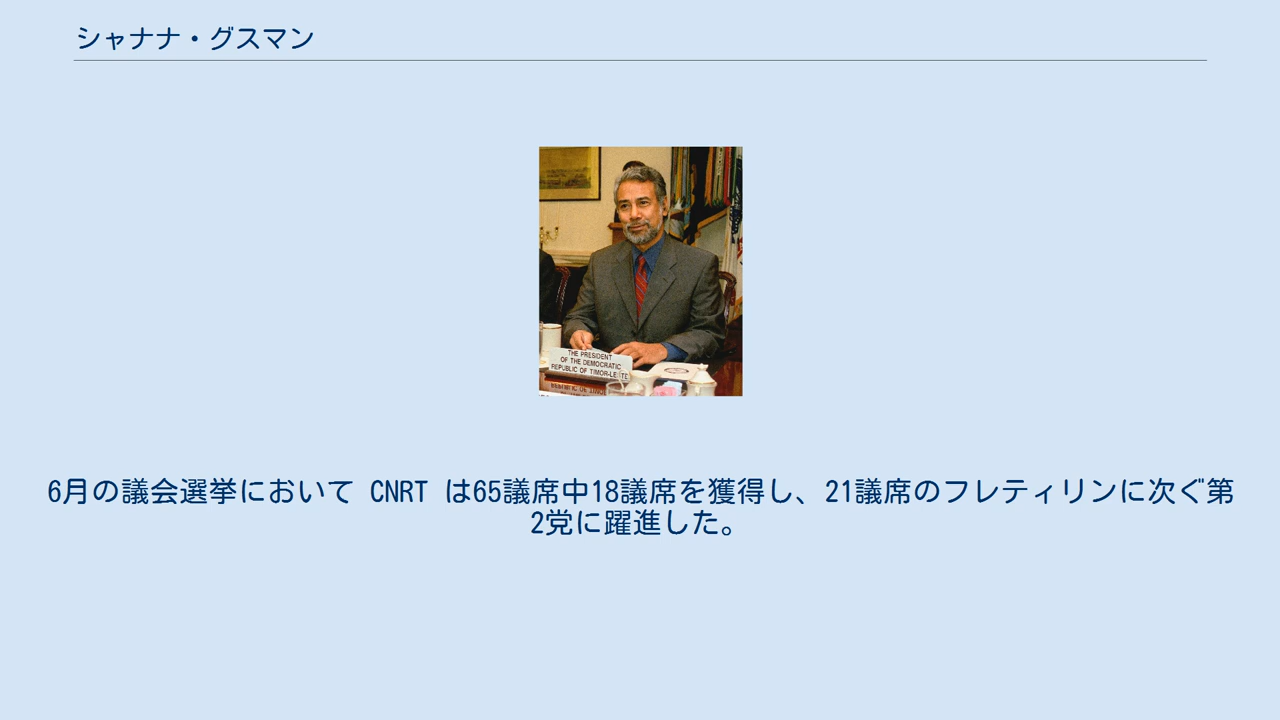 シャナナ・グスマン
THE PRESIDENT
OF THE DEMOCRATIC
REPUBLIC OF TIMOR-LESTE
6月の議会選挙において CNRT は65議席中18議席を獲得し、21議席のフレティリンに次ぐ第
2党に躍進した。